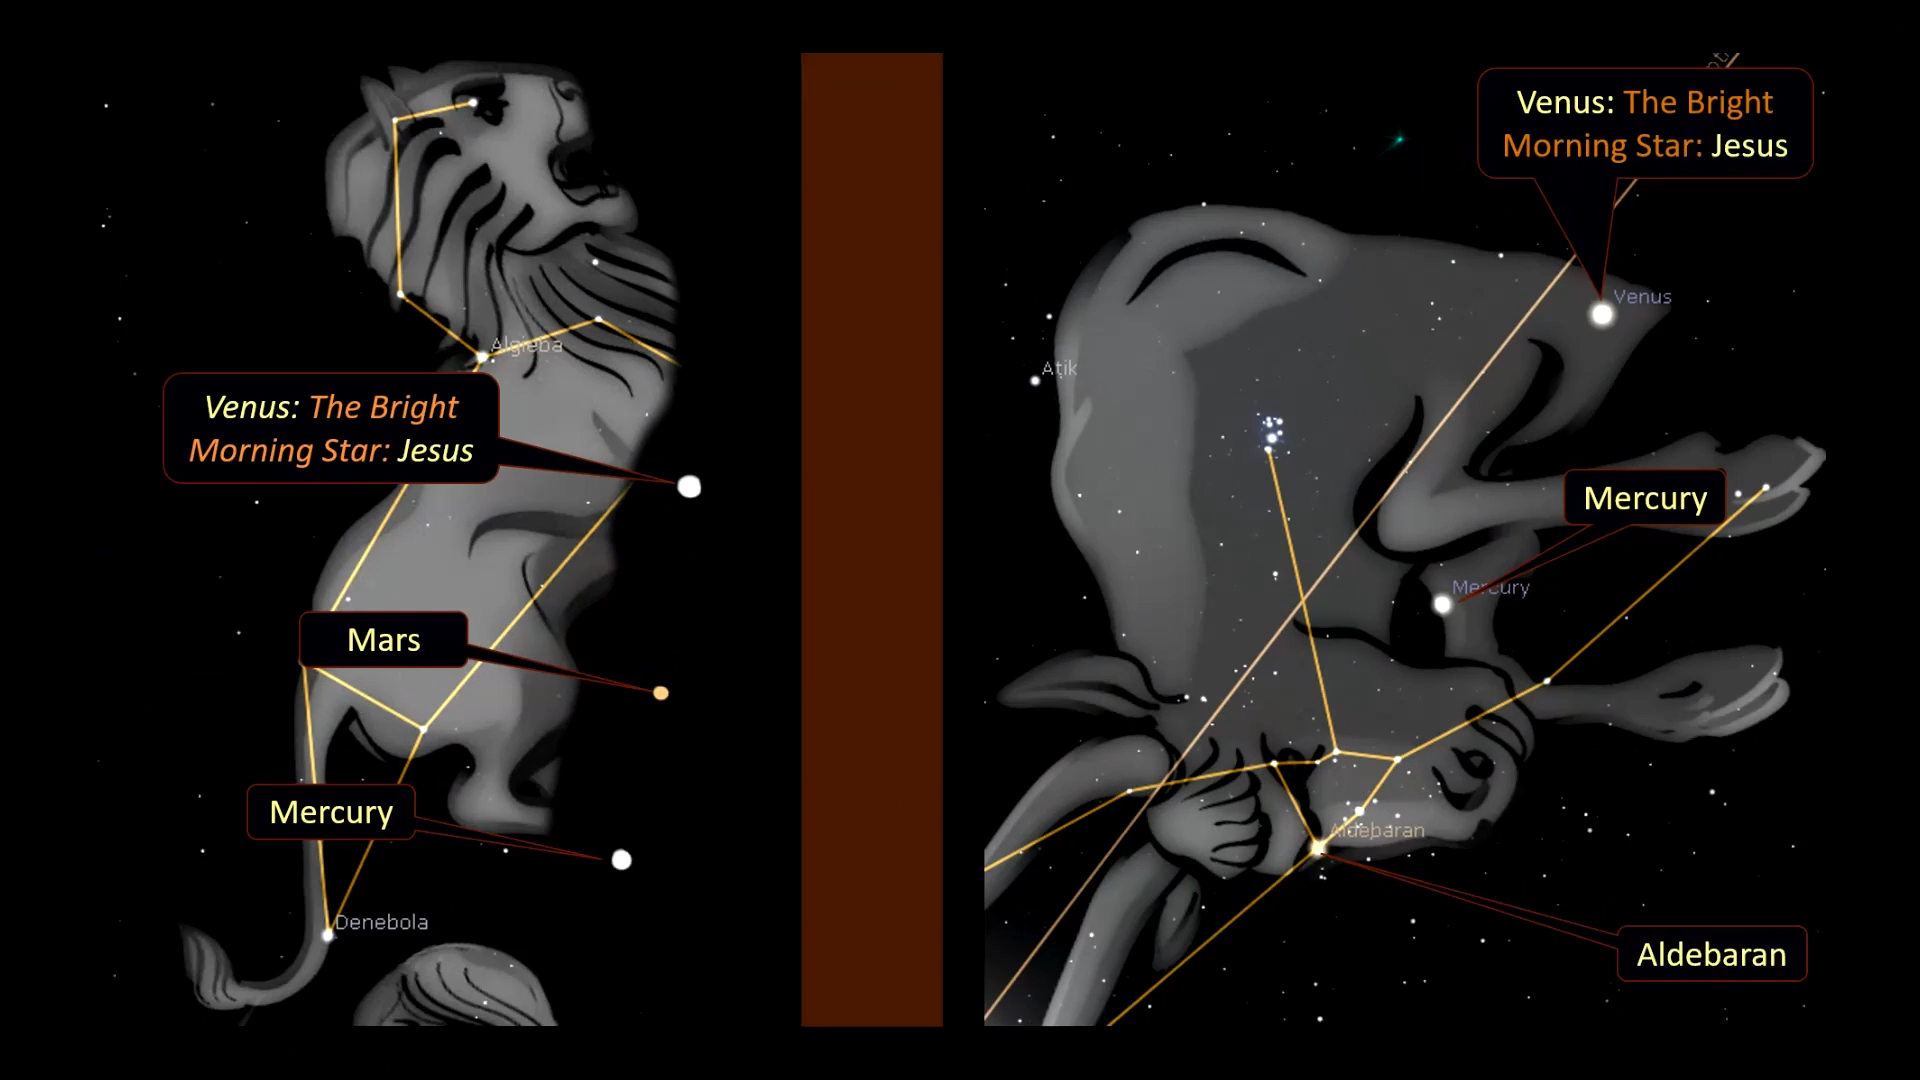 Algieba
Venus: The Bright
Morning Star: Jesus
Mars
Mercury
Denebola
Venus: The Bright
Morning Star: Jesus
Venus
Atik
Mercury
Mercury
Aldebaran
Aldebaran